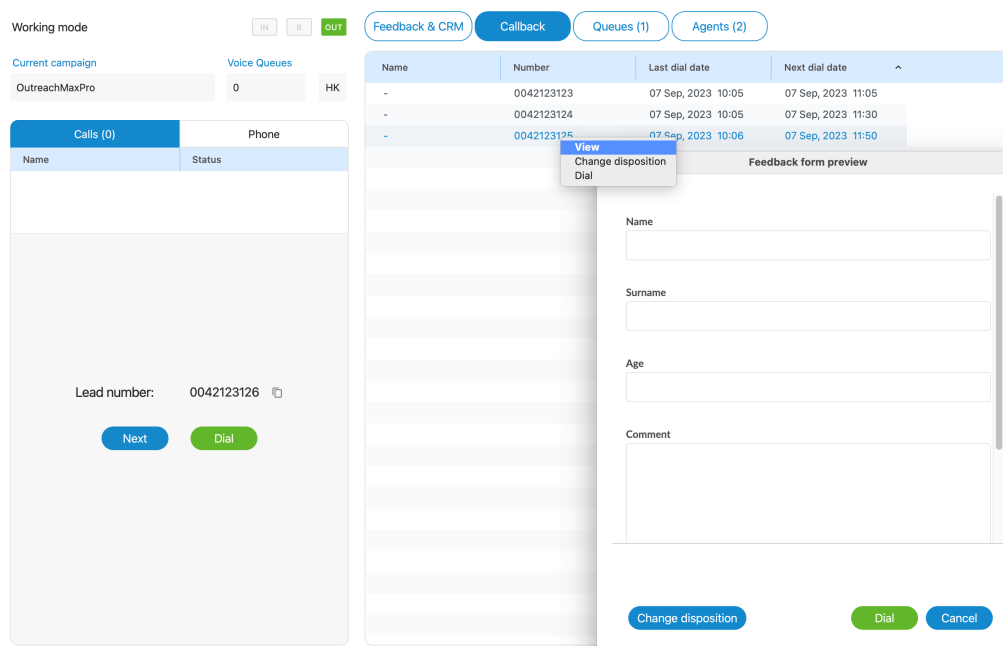 Working mode
IN
B
OUT
Current campaign
Voice Queues
OutreachMaxPro
0
HK
Calls (0)
Phone
Name
Status
Lead number:
0042123126
Next
Dial
Feedback & CRM
Callback
Queues (1)
Agents (2)
Name
Number
Last dial date
Next dial date
-
0042123123
07 Sep, 2023 10:05
07 Sep, 2023 11:05
-
0042123124
07 Sep, 2023 10:05
07 Sep, 2023 11:30
-
0042123125
07 Sep, 2023 10:06
07 Sep, 2023 11:50
View
Change disposition
Dial
Feedback form preview
Name
Surname
Age
Comment
Change disposition
Dial
Cancel